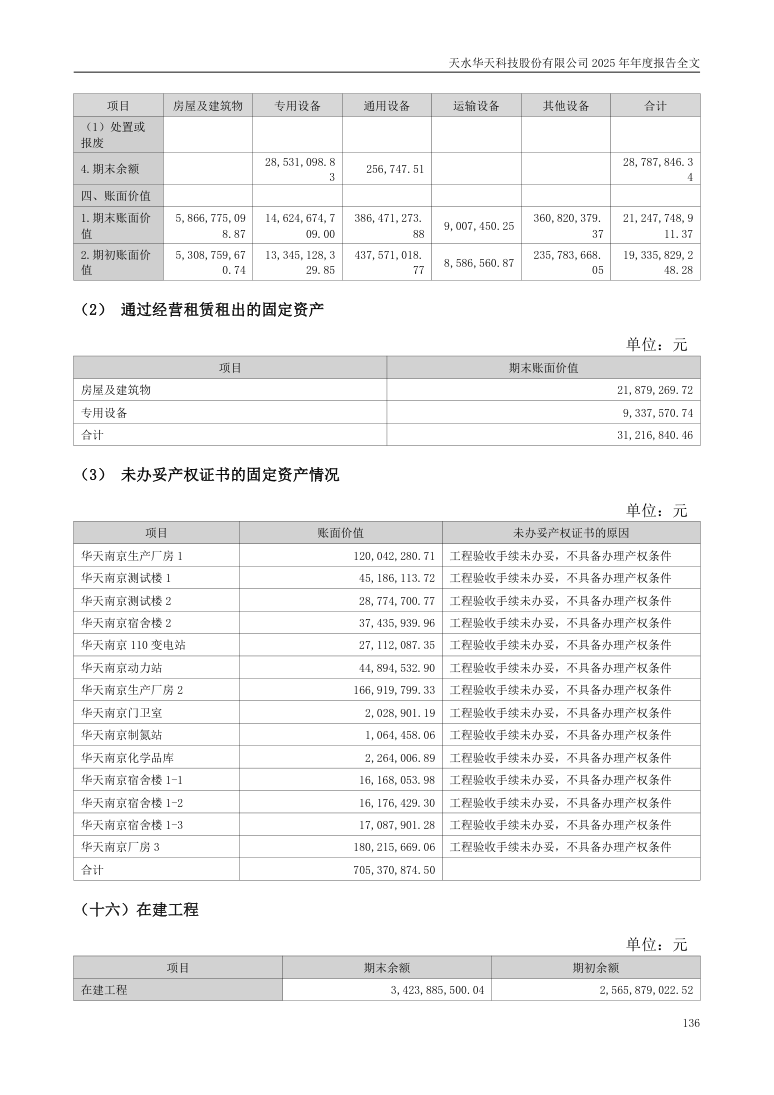 天水华天科技股份有限公司 2025 年年度报告全文
项目 房屋及建筑物 专用设备 通用设备 运输设备 其他设备 合计
（1）处置或
报废
4.期末余额 28,531,098.8 256,747.51 28,787,846.3
3 4
四、账面价值
1.期末账面价 5,866,775,09 14,624,674,7 386,471,273. 9,007,450.25 360,820,379. 21,247,748,9
值 8.87 09.00 88 37 11.37
2.期初账面价 5,308,759,67 13,345,128,3 437,571,018. 8,586,560.87 235,783,668. 19,335,829,2
值 0.74 29.85 77 05 48.28
（2） 通过经营租赁租出的固定资产
单位：元
项目 期末账面价值
房屋及建筑物 21,879,269.72
专用设备 9,337,570.74
合计 31,216,840.46
（3） 未办妥产权证书的固定资产情况
单位：元
项目 账面价值 未办妥产权证书的原因
华天南京生产厂房 1 120,042,280.71 工程验收手续未办妥，不具备办理产权条件
华天南京测试楼 1 45,186,113.72 工程验收手续未办妥，不具备办理产权条件
华天南京测试楼 2 28,774,700.77 工程验收手续未办妥，不具备办理产权条件
华天南京宿舍楼 2 37,435,939.96 工程验收手续未办妥，不具备办理产权条件
华天南京 110 变电站 27,112,087.35 工程验收手续未办妥，不具备办理产权条件
华天南京动力站 44,894,532.90 工程验收手续未办妥，不具备办理产权条件
华天南京生产厂房 2 166,919,799.33 工程验收手续未办妥，不具备办理产权条件
华天南京门卫室 2,028,901.19 工程验收手续未办妥，不具备办理产权条件
华天南京制氮站 1,064,458.06 工程验收手续未办妥，不具备办理产权条件
华天南京化学品库 2,264,006.89 工程验收手续未办妥，不具备办理产权条件
华天南京宿舍楼 1-1 16,168,053.98 工程验收手续未办妥，不具备办理产权条件
华天南京宿舍楼 1-2 16,176,429.30 工程验收手续未办妥，不具备办理产权条件
华天南京宿舍楼 1-3 17,087,901.28 工程验收手续未办妥，不具备办理产权条件
华天南京厂房 3 180,215,669.06 工程验收手续未办妥，不具备办理产权条件
合计 705,370,874.50
（十六）在建工程
单位：元
项目 期末余额 期初余额
在建工程 3,423,885,500.04 2,565,879,022.52
136